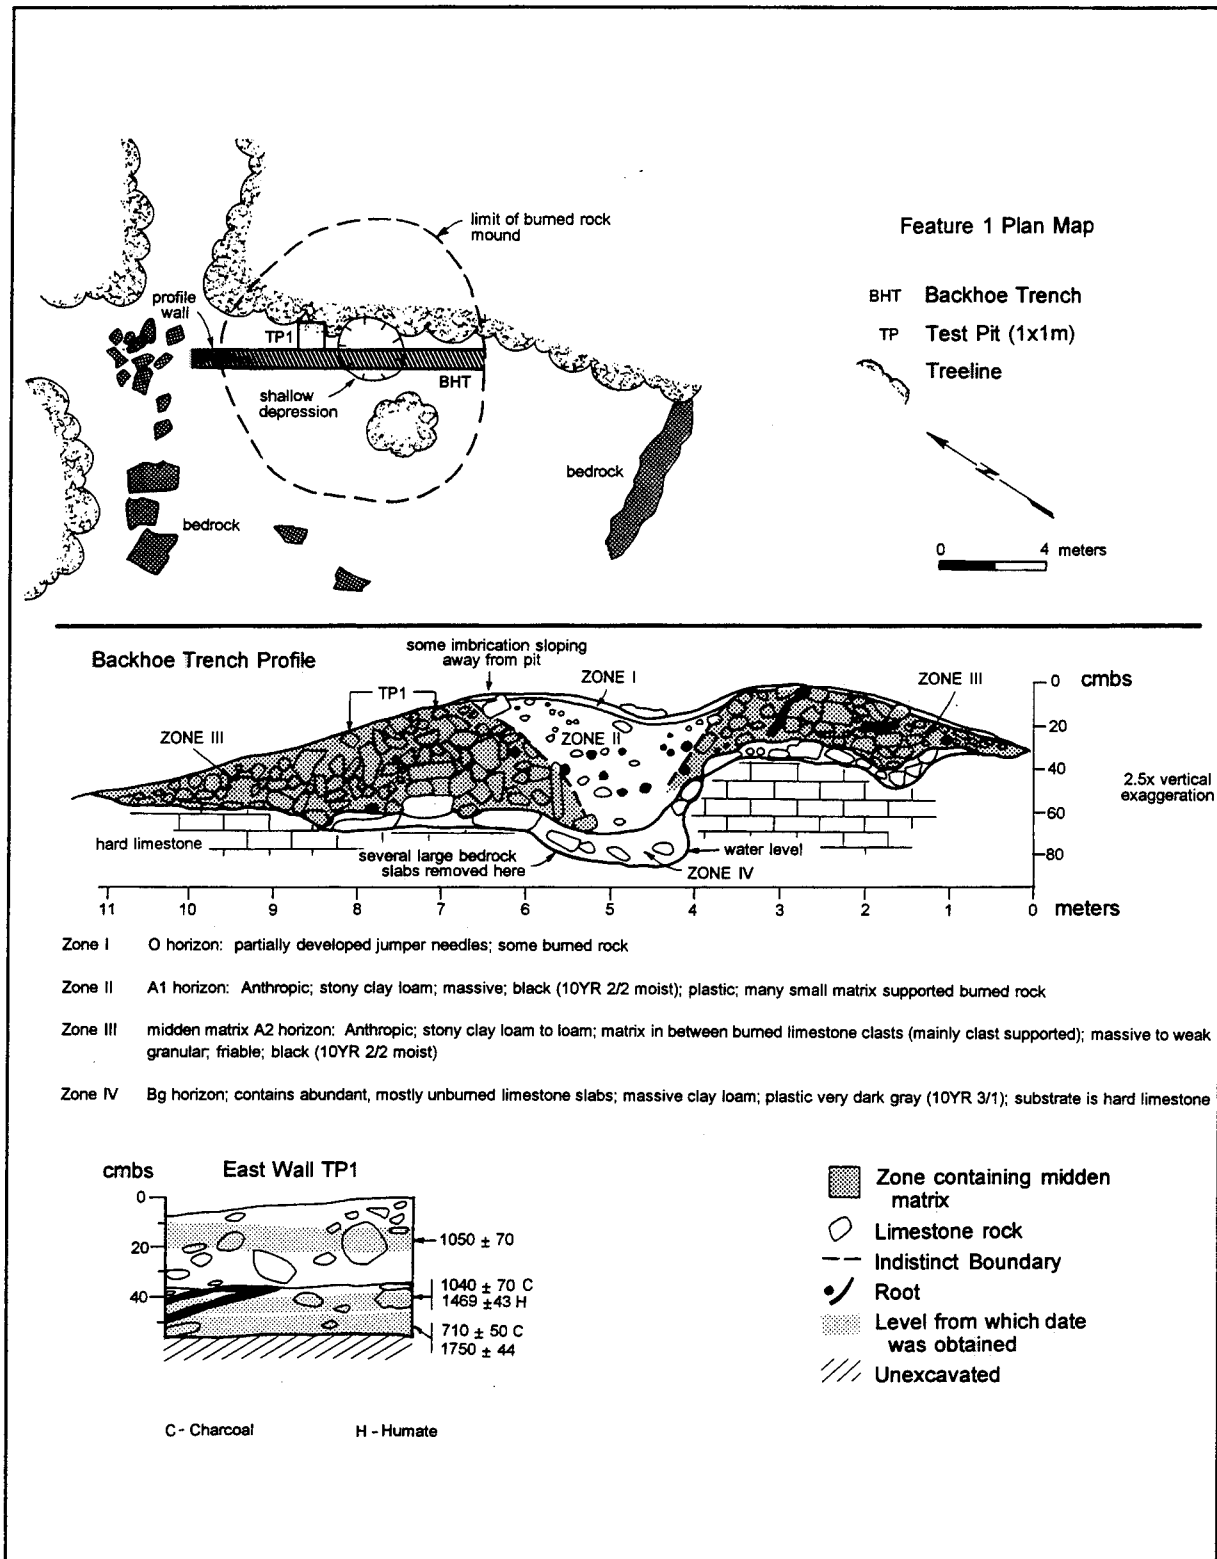 limit of burned rock
mound
Feature 1 Plan Map
BHT Backhoe Trench
TP Test Pit (1x1m)
Treeline
profile
wall
TP1
BHT
shallow
depression
bedrock
bedrock
N
0 4 meters
Backhoe Trench Profile
some imbrication sloping
away from pit
ZONE I
TP1
ZONE III
ZONE II
ZONE III
0 cmbs
20
40
60
80
2.5x vertical
exaggeration
hard limestone
several large bedrock
slabs removed here
water level
ZONE IV
11 10 9 8 7 6 5 4 3 2 1 0 meters
Zone I O horizon: partially developed jumper needles; some burned rock
Zone II A1 horizon: Anthropic; stony clay loam; massive; black (10YR 2/2 moist); plastic; many small matrix supported burned rock
Zone III midden matrix A2 horizon: Anthropic; stony clay loam to loam; matrix in between burned limestone clasts (mainly clast supported); massive to weak
granular; friable; black (10YR 2/2 moist)
Zone IV Bg horizon; contains abundant, mostly unburned limestone slabs; massive clay loam; plastic very dark gray (10YR 3/1); substrate is hard limestone
cmbs East Wall TP1
0
20
40
1050 ± 70
1040 ± 70 C
1469 ±43 H
710 ± 50 C
1750 ± 44
C - Charcoal H - Humate
Zone containing midden
matrix
Limestone rock
Indistinct Boundary
Root
Level from which date
was obtained
Unexcavated